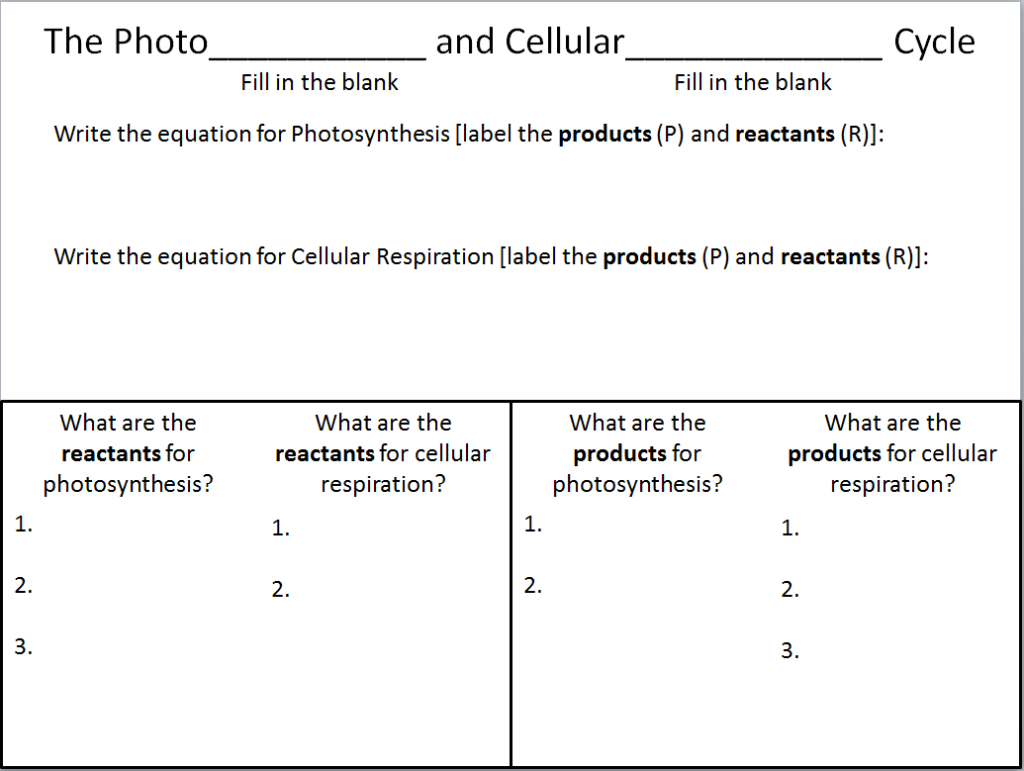 The Photo___________ and Cellular_____________ Cycle
Fill in the blank Fill in the blank
Write the equation for Photosynthesis [label the products (P) and reactants (R)]:
Write the equation for Cellular Respiration [label the products (P) and reactants (R)]:
What are the
reactants for
photosynthesis?
1.
2.
3.
What are the
reactants for cellular
respiration?
1.
2.
What are the
products for
photosynthesis?
1.
2.
What are the
products for cellular
respiration?
1.
2.
3.